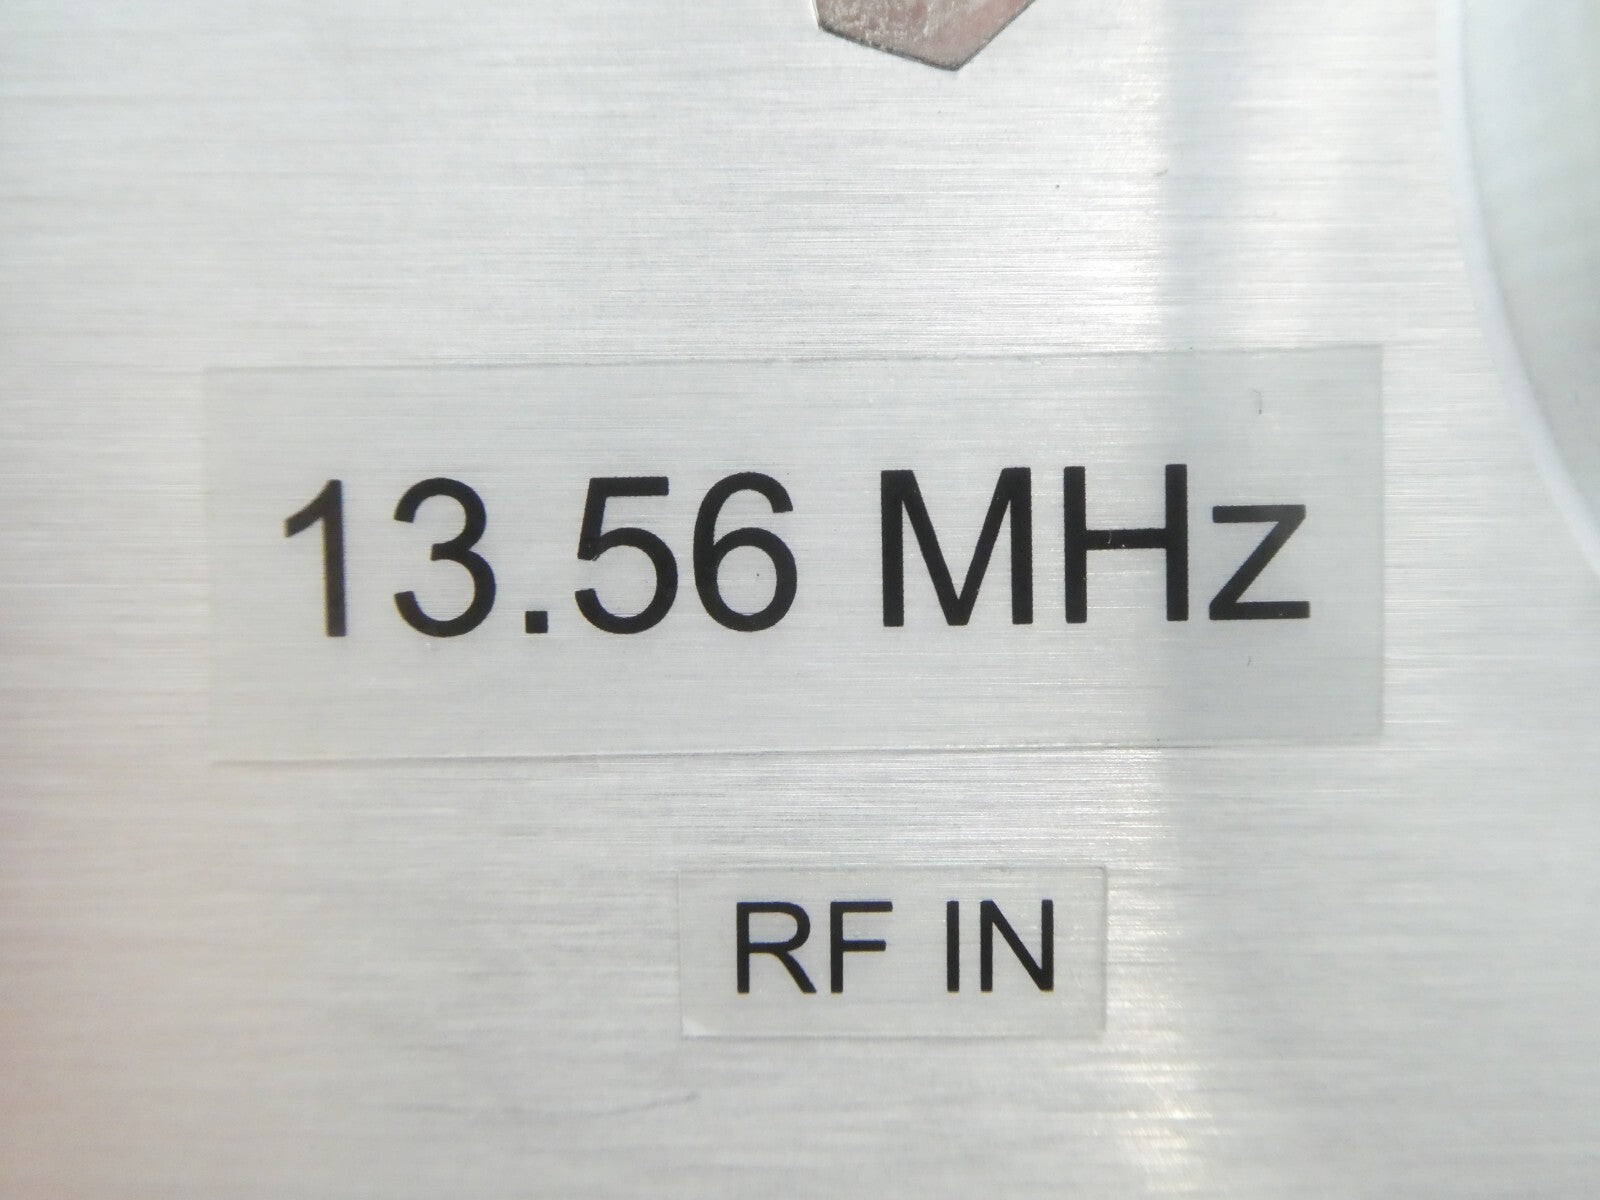 13.56 MHz
RF IN